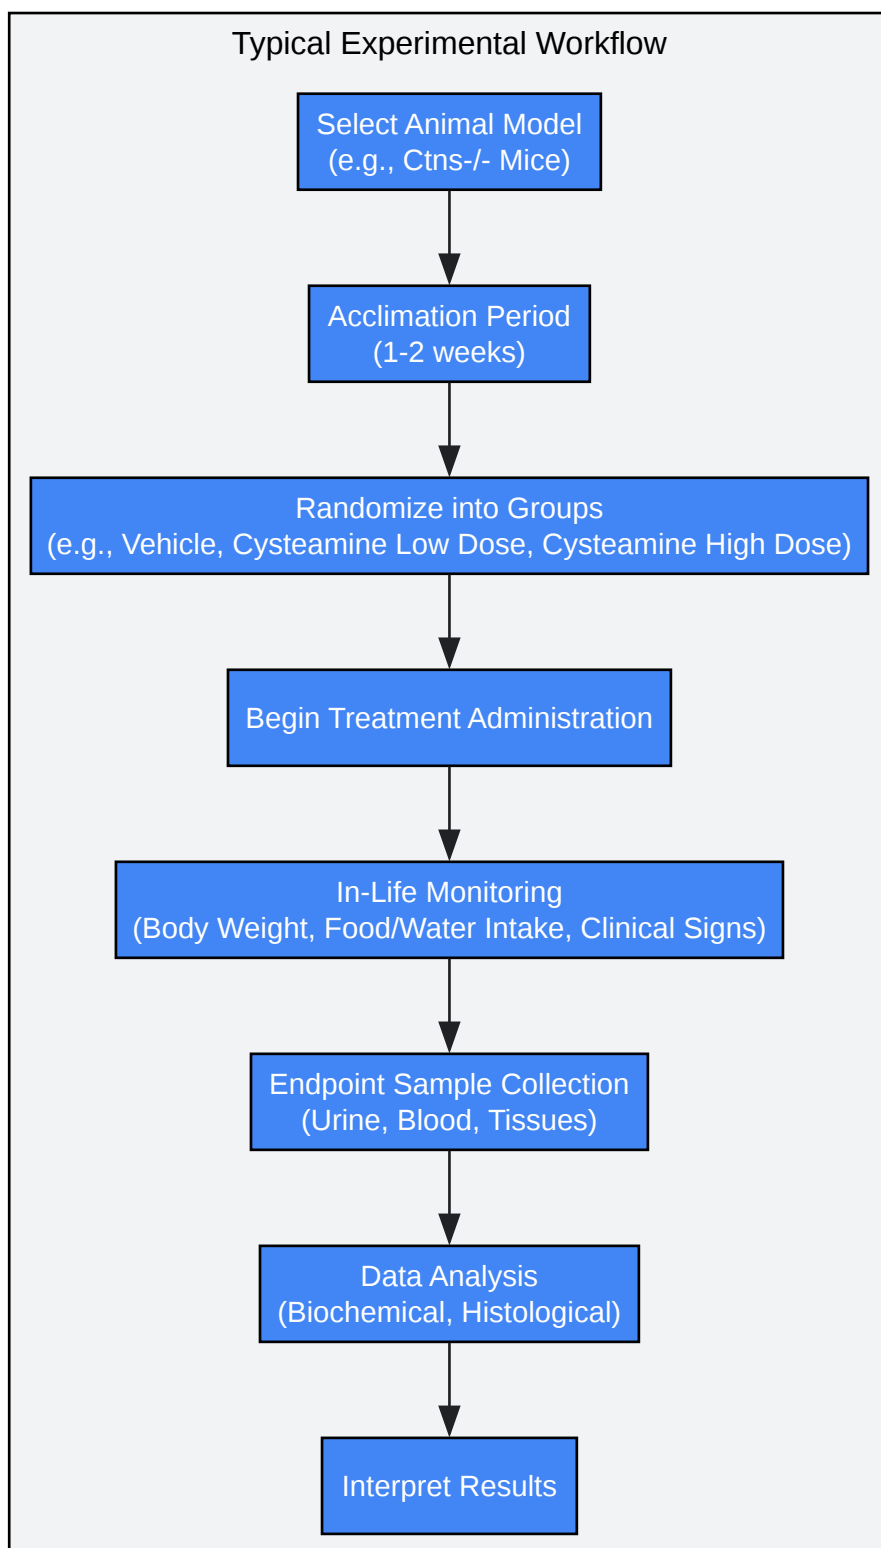 Typical Experimental Workflow
Select Animal Model
(e.g., Ctns-/- Mice)
Acclimation Period
(1-2 weeks)
Randomize into Groups
(e.g., Vehicle, Cysteamine Low Dose, Cysteamine High Dose)
Begin Treatment Administration
In-Life Monitoring
(Body Weight, Food/Water Intake, Clinical Signs)
Endpoint Sample Collection
(Urine, Blood, Tissues)
Data Analysis
(Biochemical, Histological)
Interpret Results